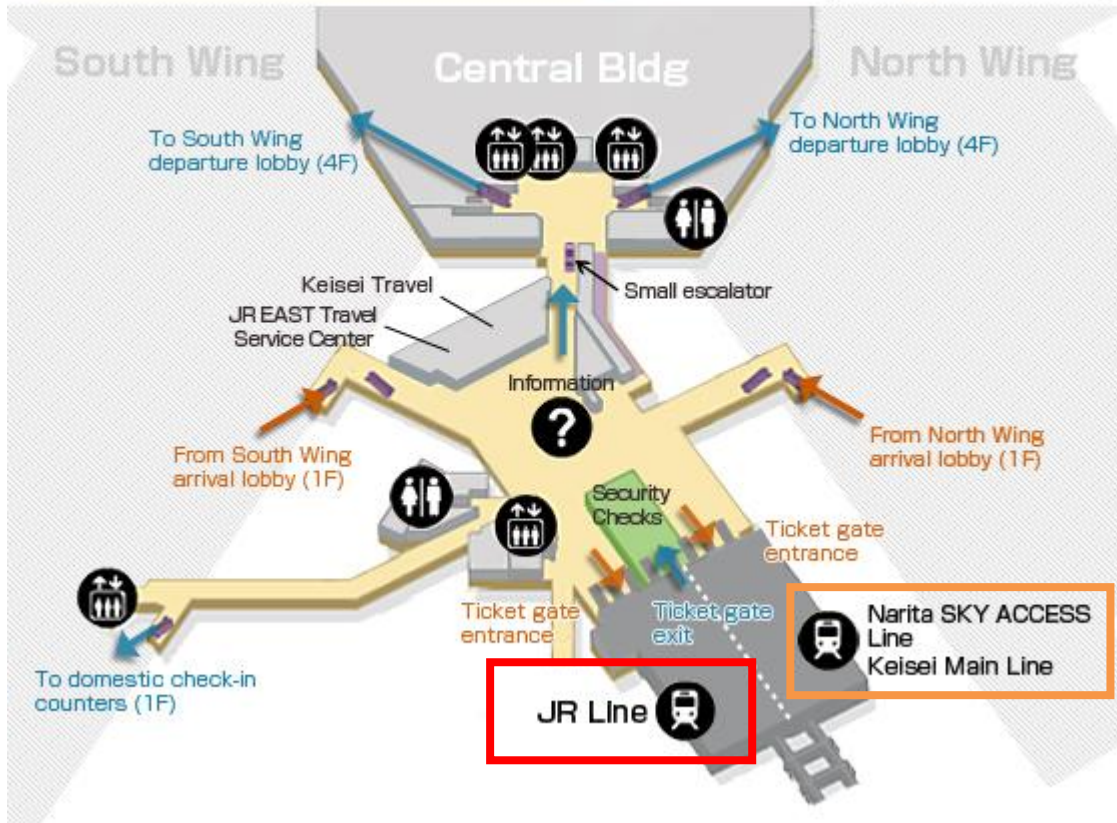 South Wing
Central Bldg
North Wing
To South Wing
departure lobby (4F)
To North Wing
departure lobby (4F)
Keisei Travel
JR EAST Travel
Service Center
Small escalator
Information
?
From South Wing
arrival lobby (1F)
From North Wing
arrival lobby (1F)
Security
Checks
Ticket gate
entrance
Ticket gate
entrance
Ticket gate
exit
Narita SKY ACCESS
Line
Keisei Main Line
To domestic check-in
counters (1F)
JR Line